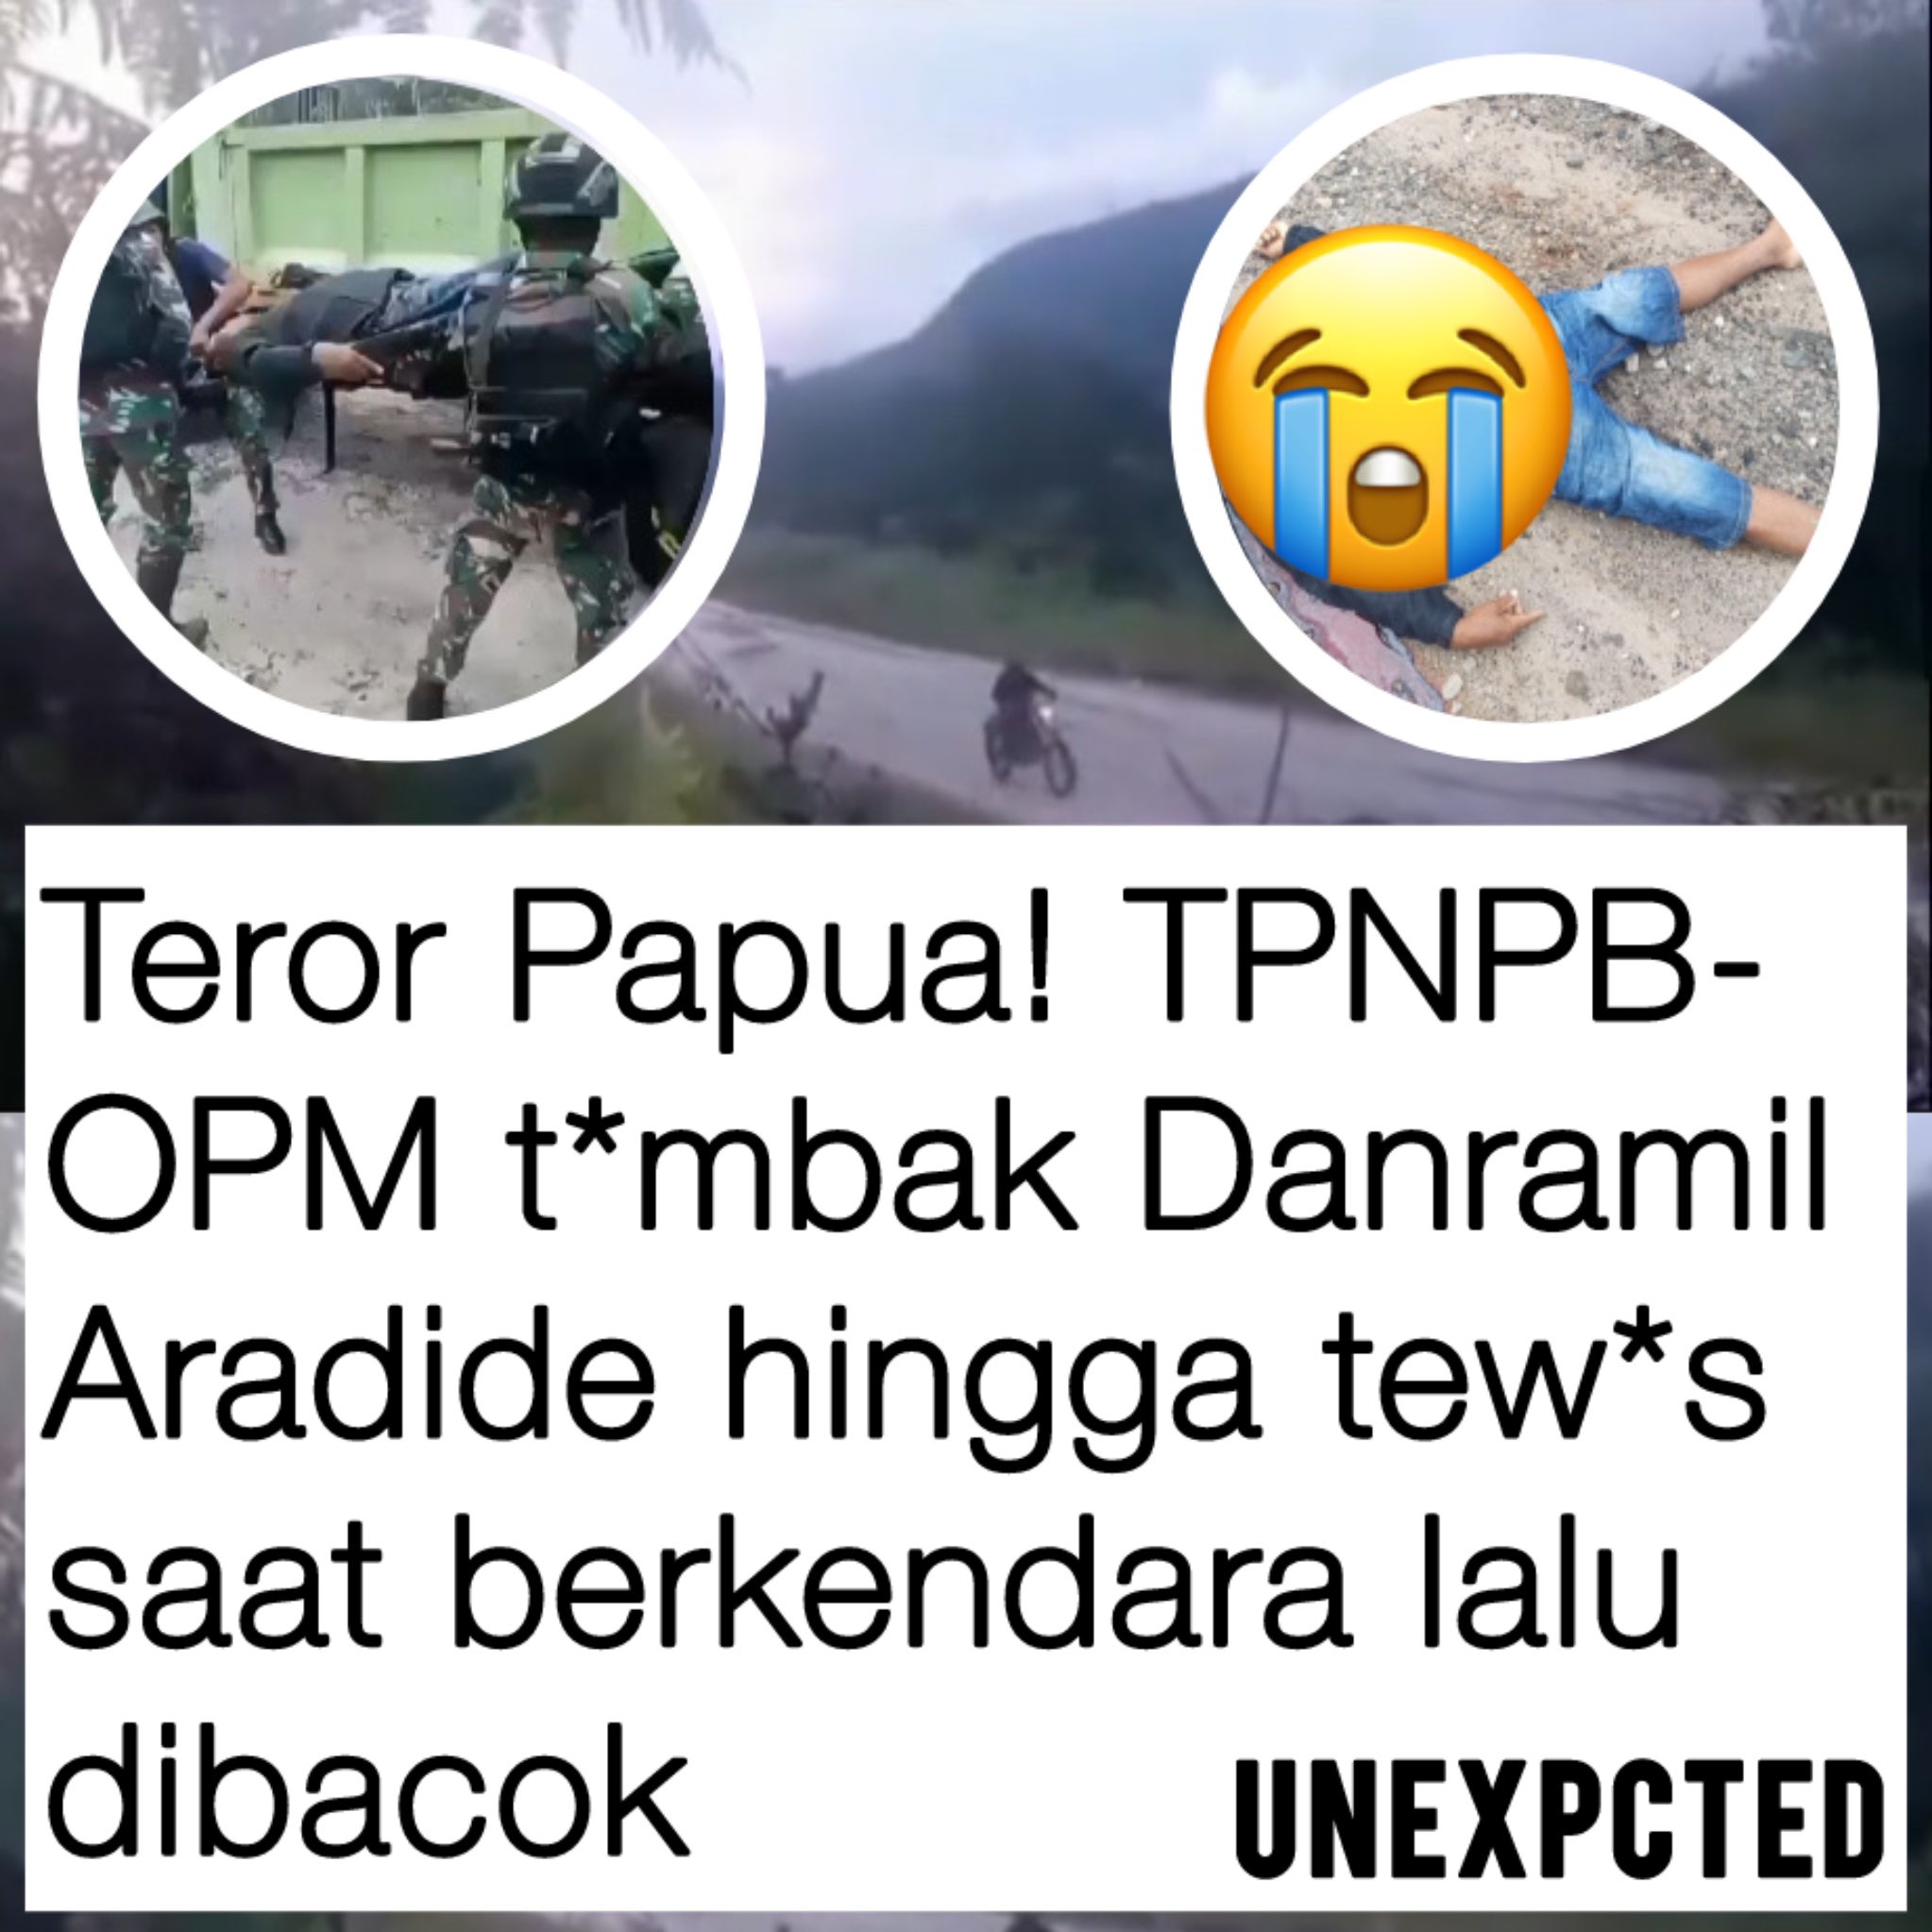 Teror Papua! TPNPB-
OPM t*mbak Danramil
Aradide hingga tew*s
saat berkendara lalu
dibacok
UNEXPCTED